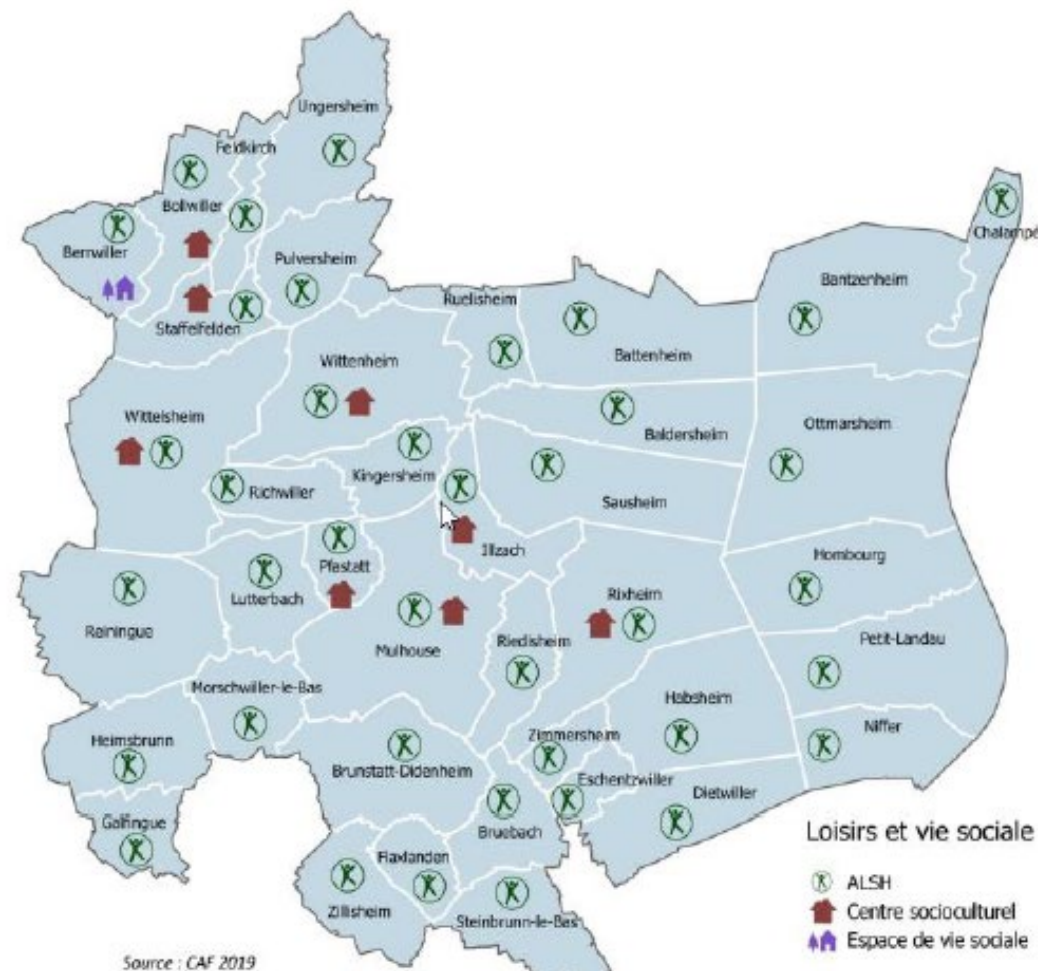 Ungersheim
Feldkirch
Bollwiller
Chalampé
Berrwiller
Pulversheim
Bantzenheim
Ruelisheim
Staffelfelden
Battenheim
Wittenheim
Wittelsheim
Ottmarsheim
Baldersheim
Kingersheim
Richwiller
Sausheim
Illzach
Hombourg
Pfastatt
Lutterbach
Rixheim
Reiningue
Mulhouse
Riedisheim
Petit-Landau
Morschwiller-le-Bas
Habsheim
Niffer
Heimsbrunn
Zimmersheim
Brunstatt-Didenheim
Eschentzwiller
Dietwiller
Galfingue
Bruebach
Flaxlanden
Zillisheim
Steinbrunn-le-Bas
Loisirs et vie sociale
ALSH
Centre socioculturel
Espace de vie sociale
Source : CAF 2019